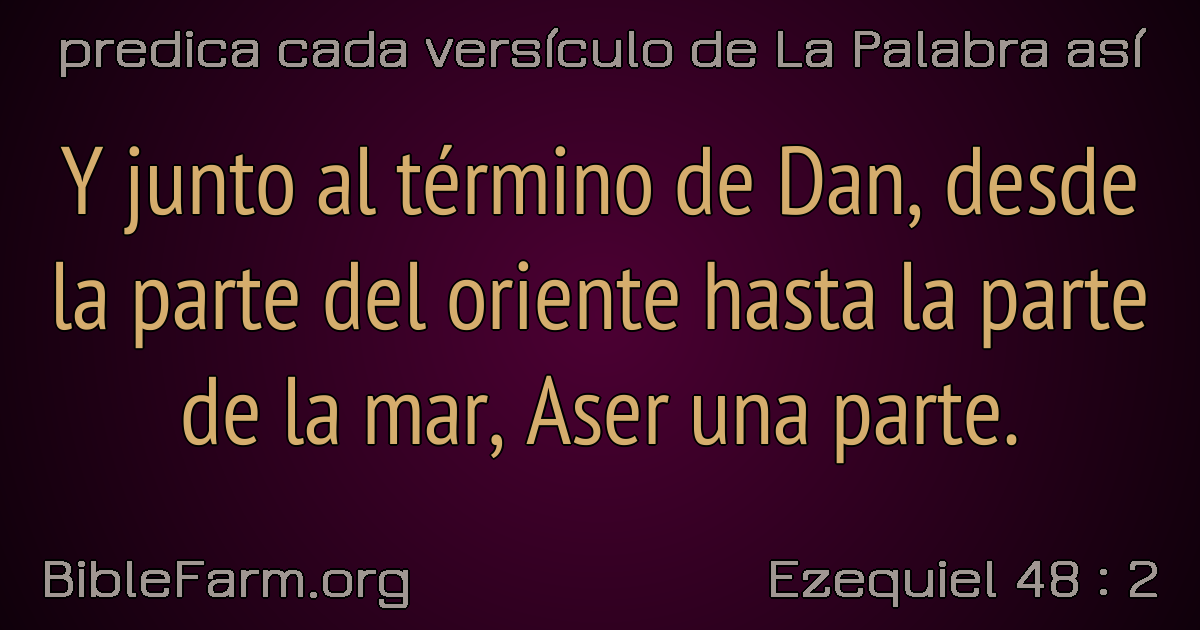 predica cada versículo de La Palabra así
Y junto al término de Dan, desde
la parte del oriente hasta la parte
de la mar, Aser una parte.
BibleFarm.org
Ezequiel 48 : 2